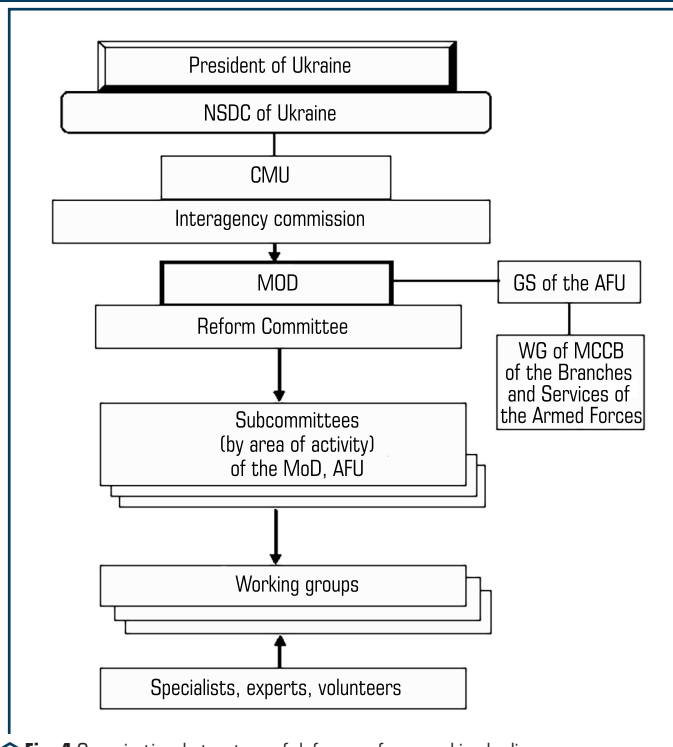 President of Ukraine
NSDC of Ukraine
CMU
Interagency commission
MOD
GS of the AFU
Reform Committee
WG of MCCB
of the Branches
and Services of
the Armed Forces
Subcommittees
(by area of activity)
of the MoD, AFU
Working groups
Specialists, experts, volunteers